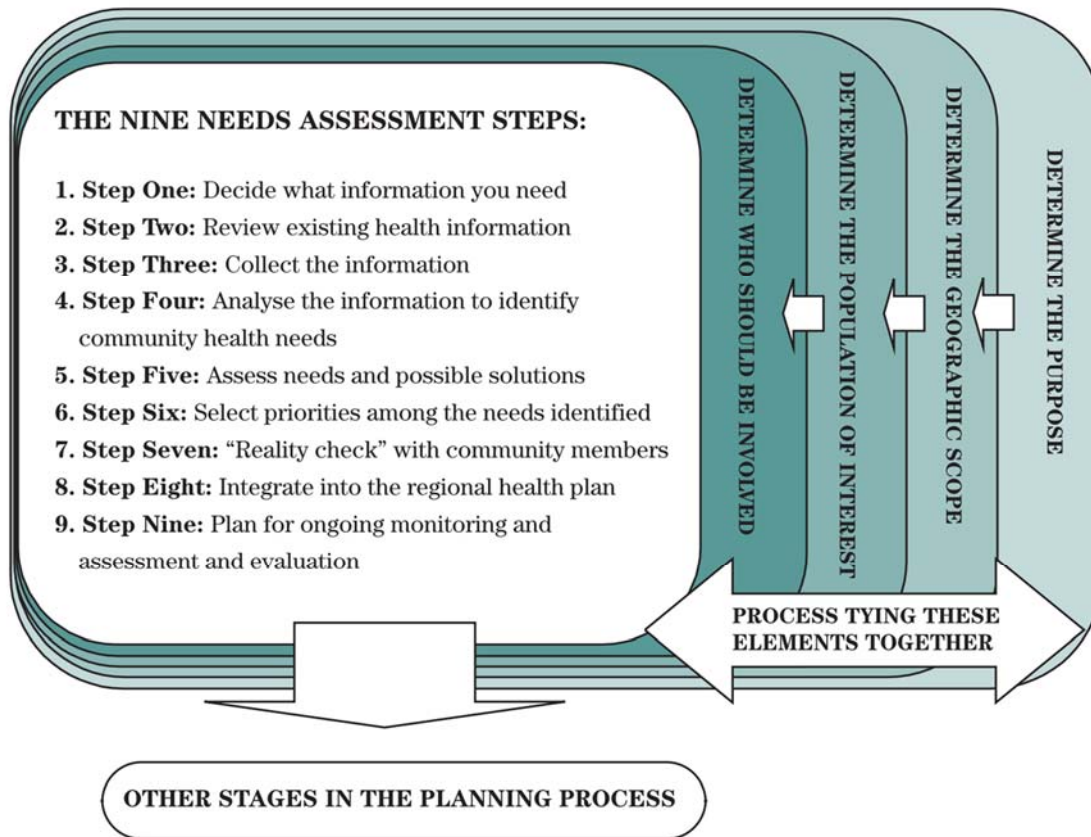 THE NINE NEEDS ASSESSMENT STEPS:
1. Step One: Decide what information you need
2. Step Two: Review existing health information
3. Step Three: Collect the information
4. Step Four: Analyse the information to identify
community health needs
5. Step Five: Assess needs and possible solutions
6. Step Six: Select priorities among the needs identified
7. Step Seven: “Reality check” with community members
8. Step Eight: Integrate into the regional health plan
9. Step Nine: Plan for ongoing monitoring and
assessment and evaluation
DETERMINE WHO SHOULD BE INVOLVED
DETERMINE THE POPULATION OF INTEREST
DETERMINE THE GEOGRAPHIC SCOPE
DETERMINE THE PURPOSE
PROCESS TYING THESE
ELEMENTS TOGETHER
OTHER STAGES IN THE PLANNING PROCESS